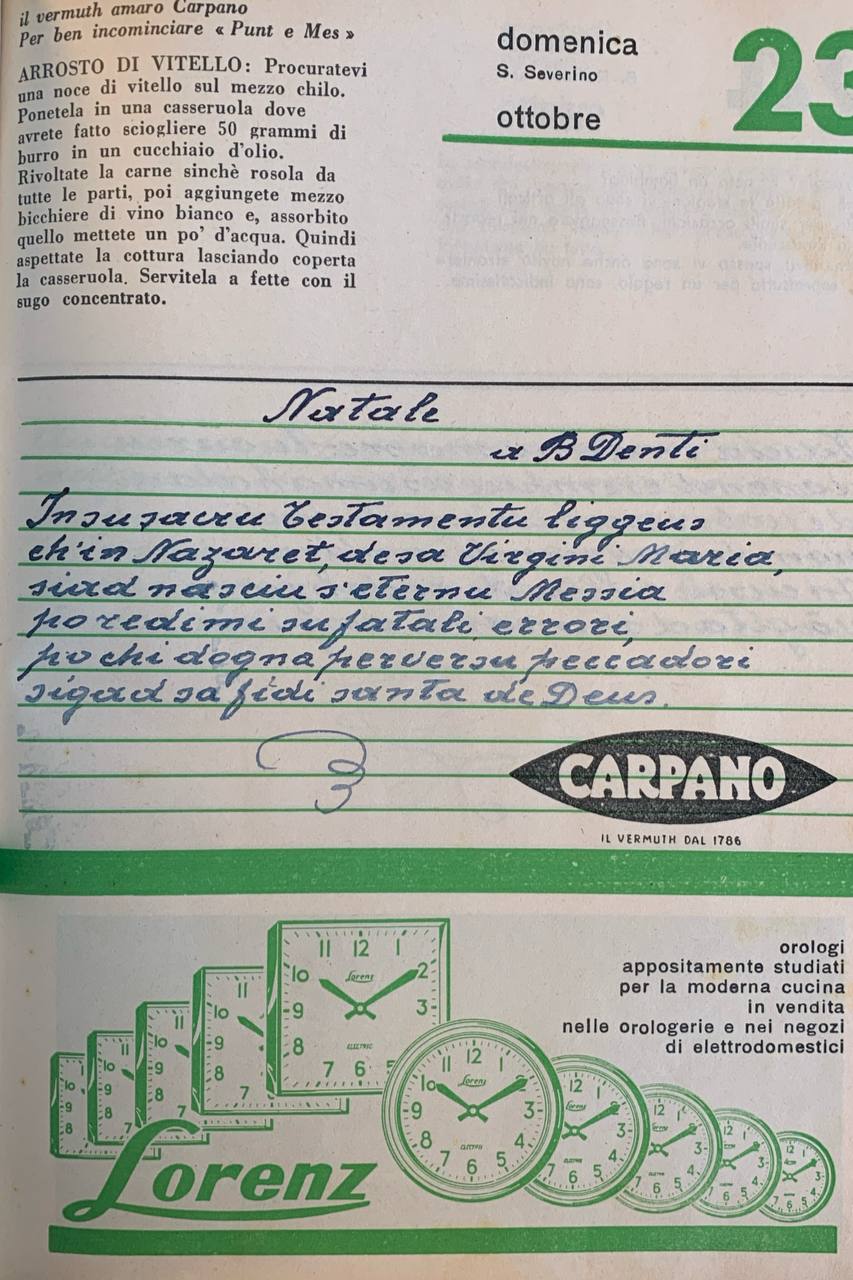 il vermuth amaro Carpano
Per ben incominciare « Punt e Mes »
ARROSTO DI VITELLO: Procuratevi
una noce di vitello sul mezzo chilo.
Ponetela in una casseruola dove
avrete fatto sciogliere 50 grammi di
burro in un cucchiaio d'olio.
Rivoltate la carne sinchè rosola da
tutte le parti, poi aggiungete mezzo
bicchiere di vino bianco e, assorbito
quello mettete un po' d'acqua. Quindi
aspettate la cottura lasciando coperta
la casseruola. Servitela a fette con il
sugo concentrato.
domenica
S. Severino
ottobre
23
Natale
a B Denti
In su sacru testamentu liggeus
ch'in Nazaret, de sa Virgini Maria,
siad nasciu s'eternu Messia
po redimi su fatali errori,
po chi dogna perversu peccadori
sigad sa fidi santa de Deus.
CARPANO
IL VERMUTH DAL 1786
orologi
appositamente studiati
per la moderna cucina
in vendita
nelle orologerie e nei negozi
di elettrodomestici
Lorenz